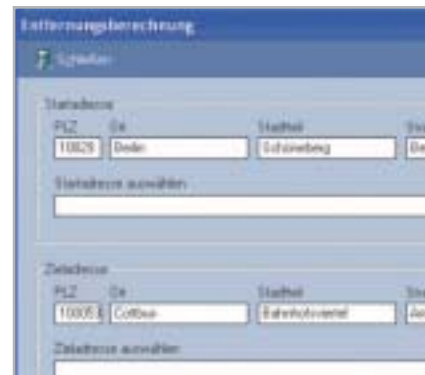 Entfernungsberechnung
Schließen
Startadresse
PLZ Ort Stadtteil
10829 Berlin Schöneberg
Startadresse auswählen
Zieladresse
PLZ Ort Stadtteil
Cottbus Bahnhofsviertel
Zieladresse auswählen